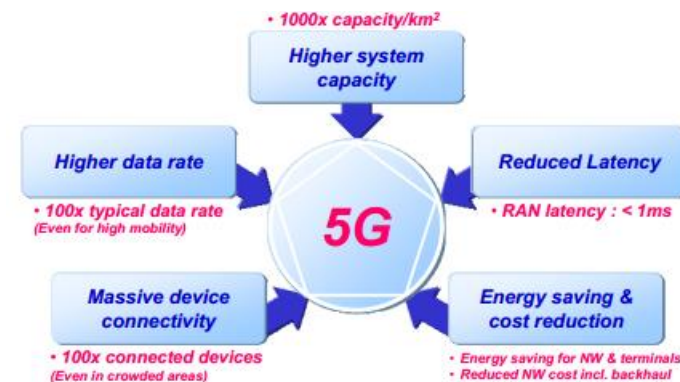 • 1000x capacity/km²
Higher system
capacity
Higher data rate
• 100x typical data rate
(Even for high mobility)
Reduced Latency
• RAN latency : < 1ms
5G
Massive device
connectivity
• 100x connected devices
(Even in crowded areas)
Energy saving &
cost reduction
• Energy saving for NW & terminals
• Reduced NW cost incl. backhaul